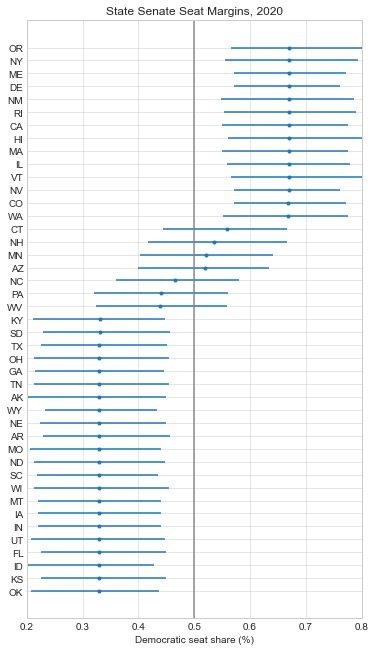 State Senate Seat Margins, 2020
OR
NY
ME
DE
NM
RI
CA
HI
MA
IL
VT
NV
CO
WA
CT
NH
MN
AZ
NC
PA
WV
KY
SD
TX
OH
GA
TN
AK
WY
NE
AR
MO
ND
SC
WI
MT
IA
IN
UT
FL
ID
KS
OK
0.2 0.3 0.4 0.5 0.6 0.7 0.8
Democratic seat share (%)